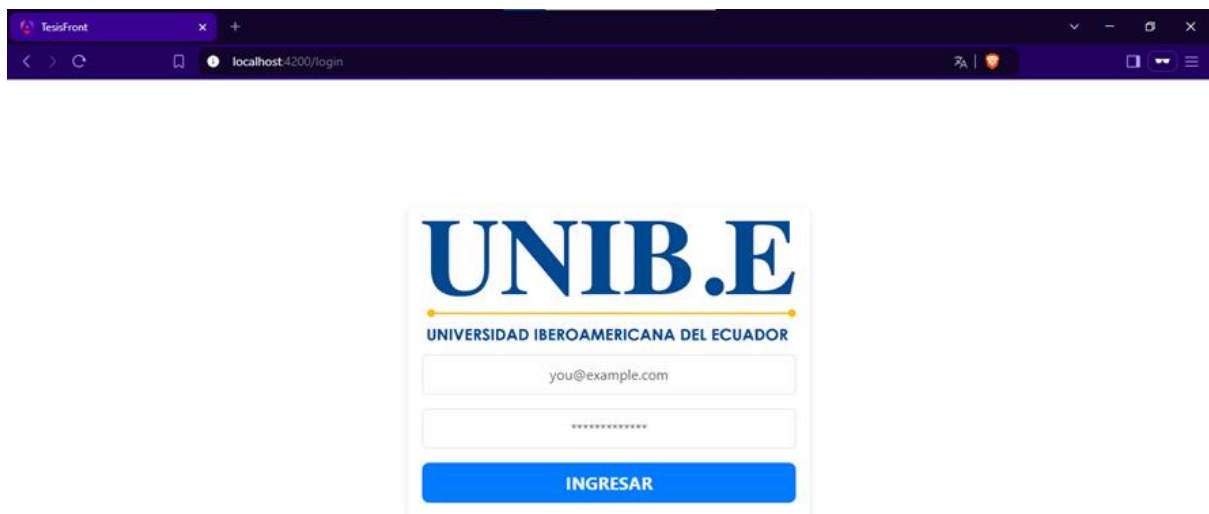 TesisFront
localhost:4200/login
UNIB.E
UNIVERSIDAD IBEROAMERICANA DEL ECUADOR
you@example.com
*************
INGRESAR